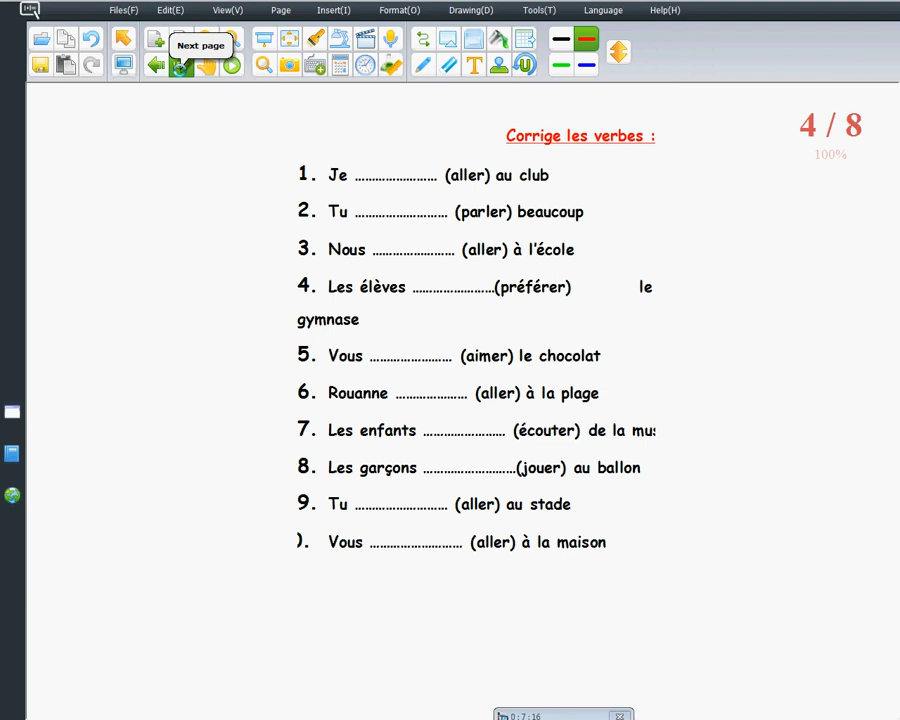 Files(F) Edit(E) View(V) Page Insert(I) Format(O) Drawing(D) Tools(T) Language Help(H)
Next page
4 / 8
100%
Corrige les verbes :
1. Je ........................ (aller) au club
2. Tu ........................... (parler) beaucoup
3. Nous ........................ (aller) à l'école
4. Les élèves ........................(préférer) le
gymnase
5. Vous ........................ (aimer) le chocolat
6. Rouanne ..................... (aller) à la plage
7. Les enfants ........................ (écouter) de la
8. Les garçons ...........................(jouer) au ballon
9. Tu ........................... (aller) au stade
Vous ........................... (aller) à la maison
0:7:16